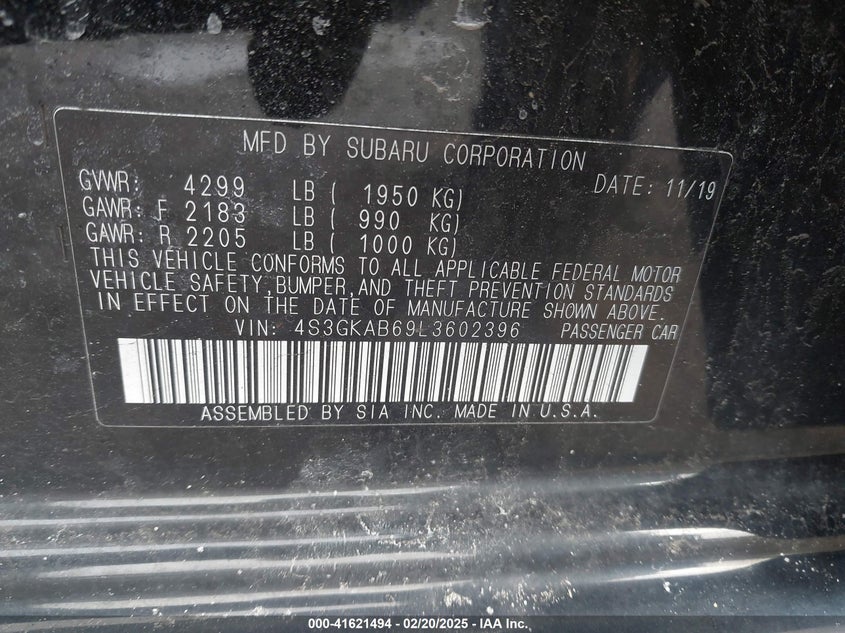 MFD BY SUBARU CORPORATION
GVWR: 4299 LB ( 1950 KG) DATE: 11/19
GAWR: F 2183 LB ( 990 KG)
GAWR: R 2205 LB ( 1000 KG)
THIS VEHICLE CONFORMS TO ALL APPLICABLE FEDERAL MOTOR
VEHICLE SAFETY,BUMPER,AND THEFT PREVENTION STANDARDS
IN EFFECT ON THE DATE OF MANUFACTURE SHOWN ABOVE.
VIN: 4S3GKAB69L3602396 PASSENGER CAR
ASSEMBLED BY SIA INC. MADE IN U.S.A.
000-41621494 — 02/20/2025 — IAA Inc.